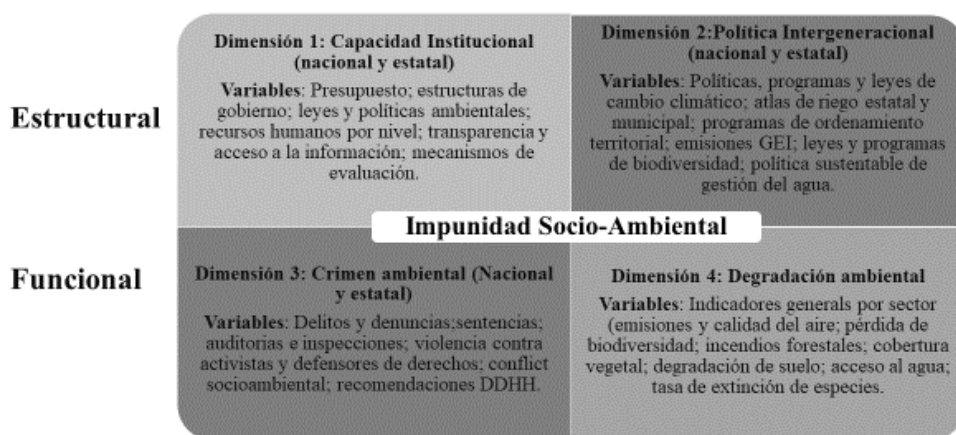 Estructural
Dimensión 1: Capacidad Institucional
(nacional y estatal)
Variables: Presupuesto; estructuras de
gobierno; leyes y políticas ambientales;
recursos humanos por nivel; transparencia y
acceso a la información; mecanismos de
evaluación.
Dimensión 2:Política Intergeneracional
(nacional y estatal)
Variables: Políticas, programas y leyes de
cambio climático; atlas de riego estatal y
municipal; programas de ordenamiento
territorial; emisiones GEI; leyes y programas
de biodiversidad; política sustentable de
gestión del agua.
Impunidad Socio-Ambiental
Funcional
Dimensión 3: Crimen ambiental (Nacional
y estatal)
Variables: Delitos y denuncias;sentencias;
auditorias e inspecciones; violencia contra
activistas y defensores de derechos; conflict
socioambiental; recomendaciones DDHH.
Dimensión 4: Degradación ambiental
Variables: Indicadores generals por sector
(emisiones y calidad del aire; pérdida de
biodiversidad; incendios forestales; cobertura
vegetal; degradación de suelo; acceso al agua;
tasa de extinción de especies.